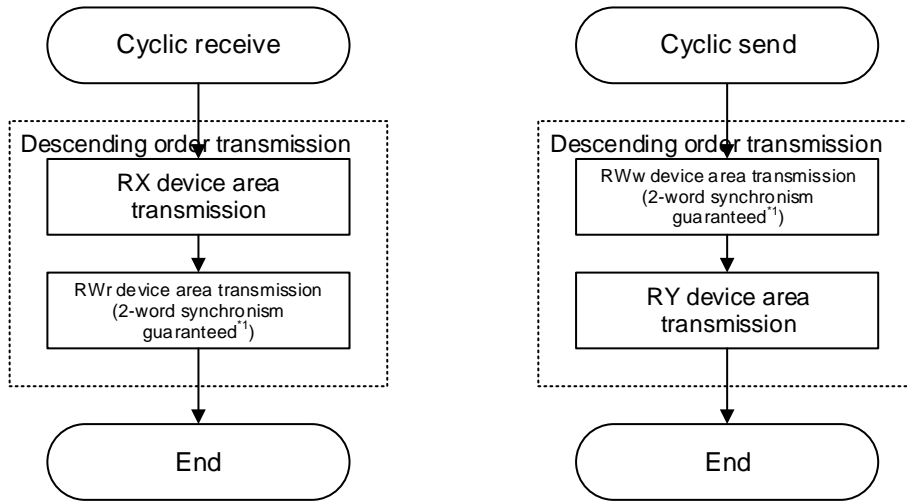 Cyclic receive
Descending order transmission
RX device area
transmission
RWr device area transmission
(2-word synchronism
guaranteed*1)
End
Cyclic send
Descending order transmission
RWw device area transmission
(2-word synchronism
guaranteed*1)
RY device area
transmission
End